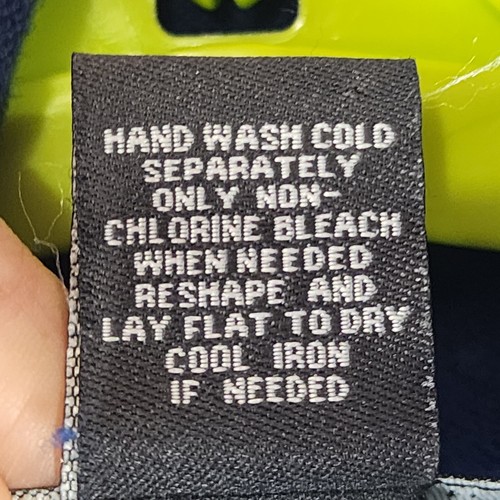 HAND WASH COLD
SEPARATELY
ONLY NON-
CHLORINE BLEACH
WHEN NEEDED
RESHAPE AND
LAY FLAT TO DRY
COOL IRON
IF NEEDED